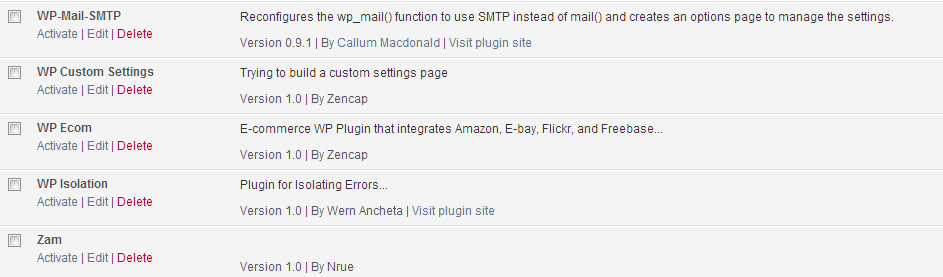 WP-Mail-SMTP
Reconfigures the wp_mail() function to use SMTP instead of mail() and creates an options page to manage the settings.
Activate | Edit | Delete
Version 0.9.1 | By Callum Macdonald | Visit plugin site
WP Custom Settings
Trying to build a custom settings page
Activate | Edit | Delete
Version 1.0 | By Zencap
WP Ecom
E-commerce WP Plugin that integrates Amazon, E-bay, Flickr, and Freebase...
Activate | Edit | Delete
Version 1.0 | By Zencap
WP Isolation
Plugin for Isolating Errors...
Activate | Edit | Delete
Version 1.0 | By Wern Ancheta | Visit plugin site
Zam
Activate | Edit | Delete
Version 1.0 | By Nrue